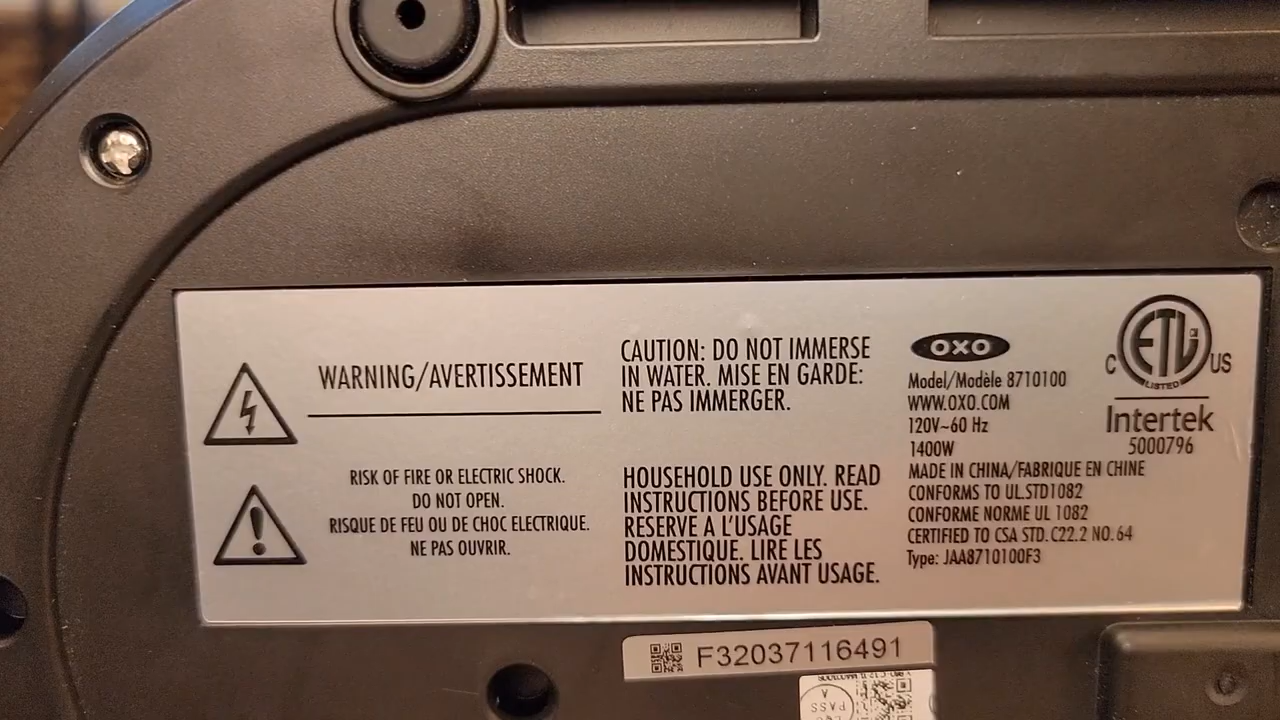 WARNING/AVERTISSEMENT
RISK OF FIRE OR ELECTRIC SHOCK.
DO NOT OPEN.
RISQUE DE FEU OU DE CHOC ELECTRIQUE.
NE PAS OUVRIR.
CAUTION: DO NOT IMMERSE
IN WATER. MISE EN GARDE:
NE PAS IMMERGER.
HOUSEHOLD USE ONLY. READ
INSTRUCTIONS BEFORE USE.
RESERVE A L'USAGE
DOMESTIQUE. LIRE LES
INSTRUCTIONS AVANT USAGE.
OXO
Model/Modèle 8710100
WWW.OXO.COM
120V~60 Hz
1400W
MADE IN CHINA/FABRIQUE EN CHINE
CONFORMS TO UL.STD1082
CONFORME NORME UL 1082
CERTIFIED TO CSA STD. C22.2 NO. 64
Type: JAA8710100F3
ETL
C US
LISTED
Intertek
5000796
F32037116491
PASS